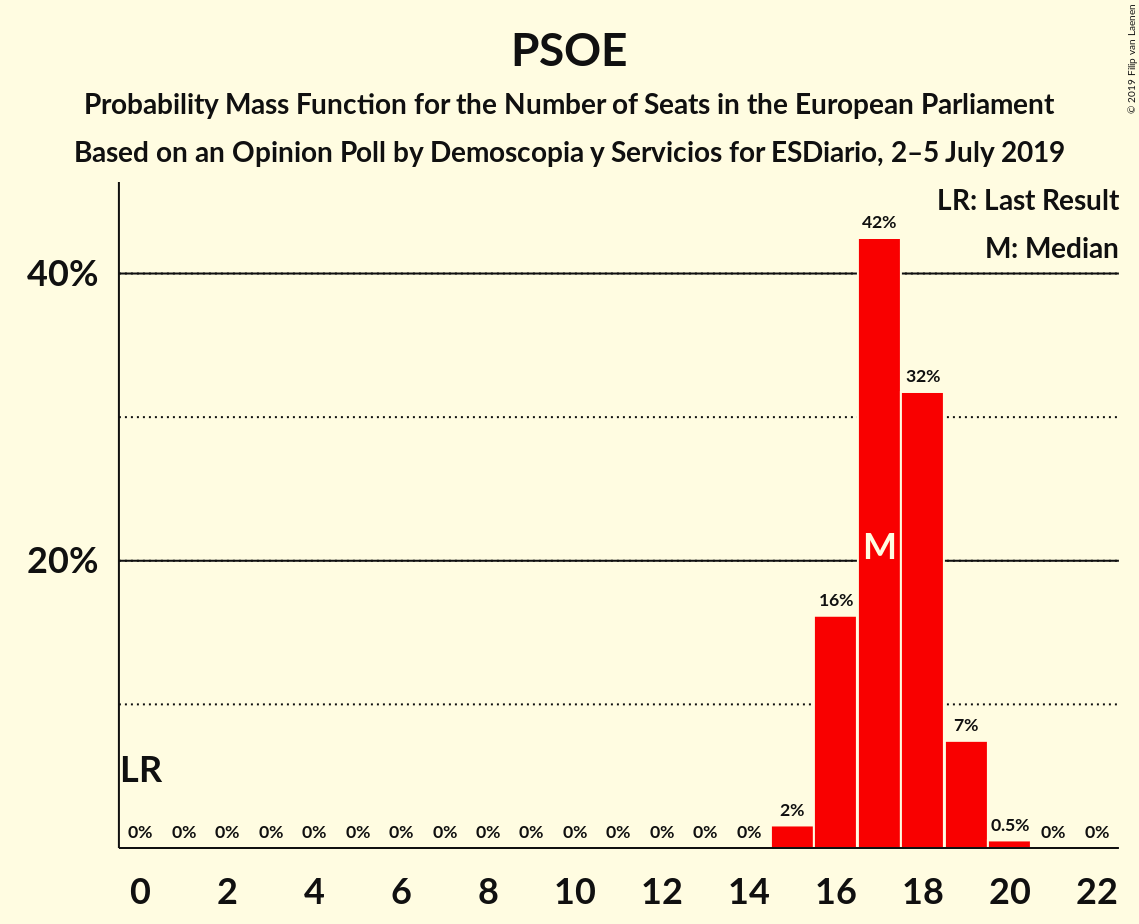 PSOE
Probability Mass Function for the Number of Seats in the European Parliament
Based on an Opinion Poll by Demoscopia y Servicios for ESDiario, 2–5 July 2019
© 2019 Filip van Laenen
LR: Last Result
M: Median
40%
20%
42%
32%
M
16%
7%
LR
2%
0% 0% 0% 0% 0% 0% 0% 0% 0% 0% 0% 0% 0% 0% 0% 0.5% 0% 0%
0 2 4 6 8 10 12 14 16 18 20 22